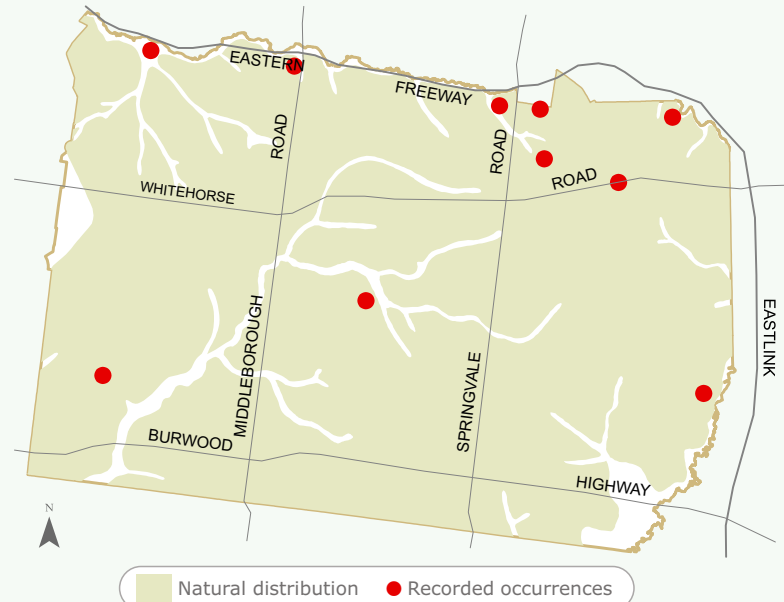 EASTERN
FREEWAY
ROAD
ROAD
WHITEHORSE
ROAD
MIDDLEBOROUGH
SPRINGVALE
EASTLINK
BURWOOD
HIGHWAY
N
Natural distribution
Recorded occurrences